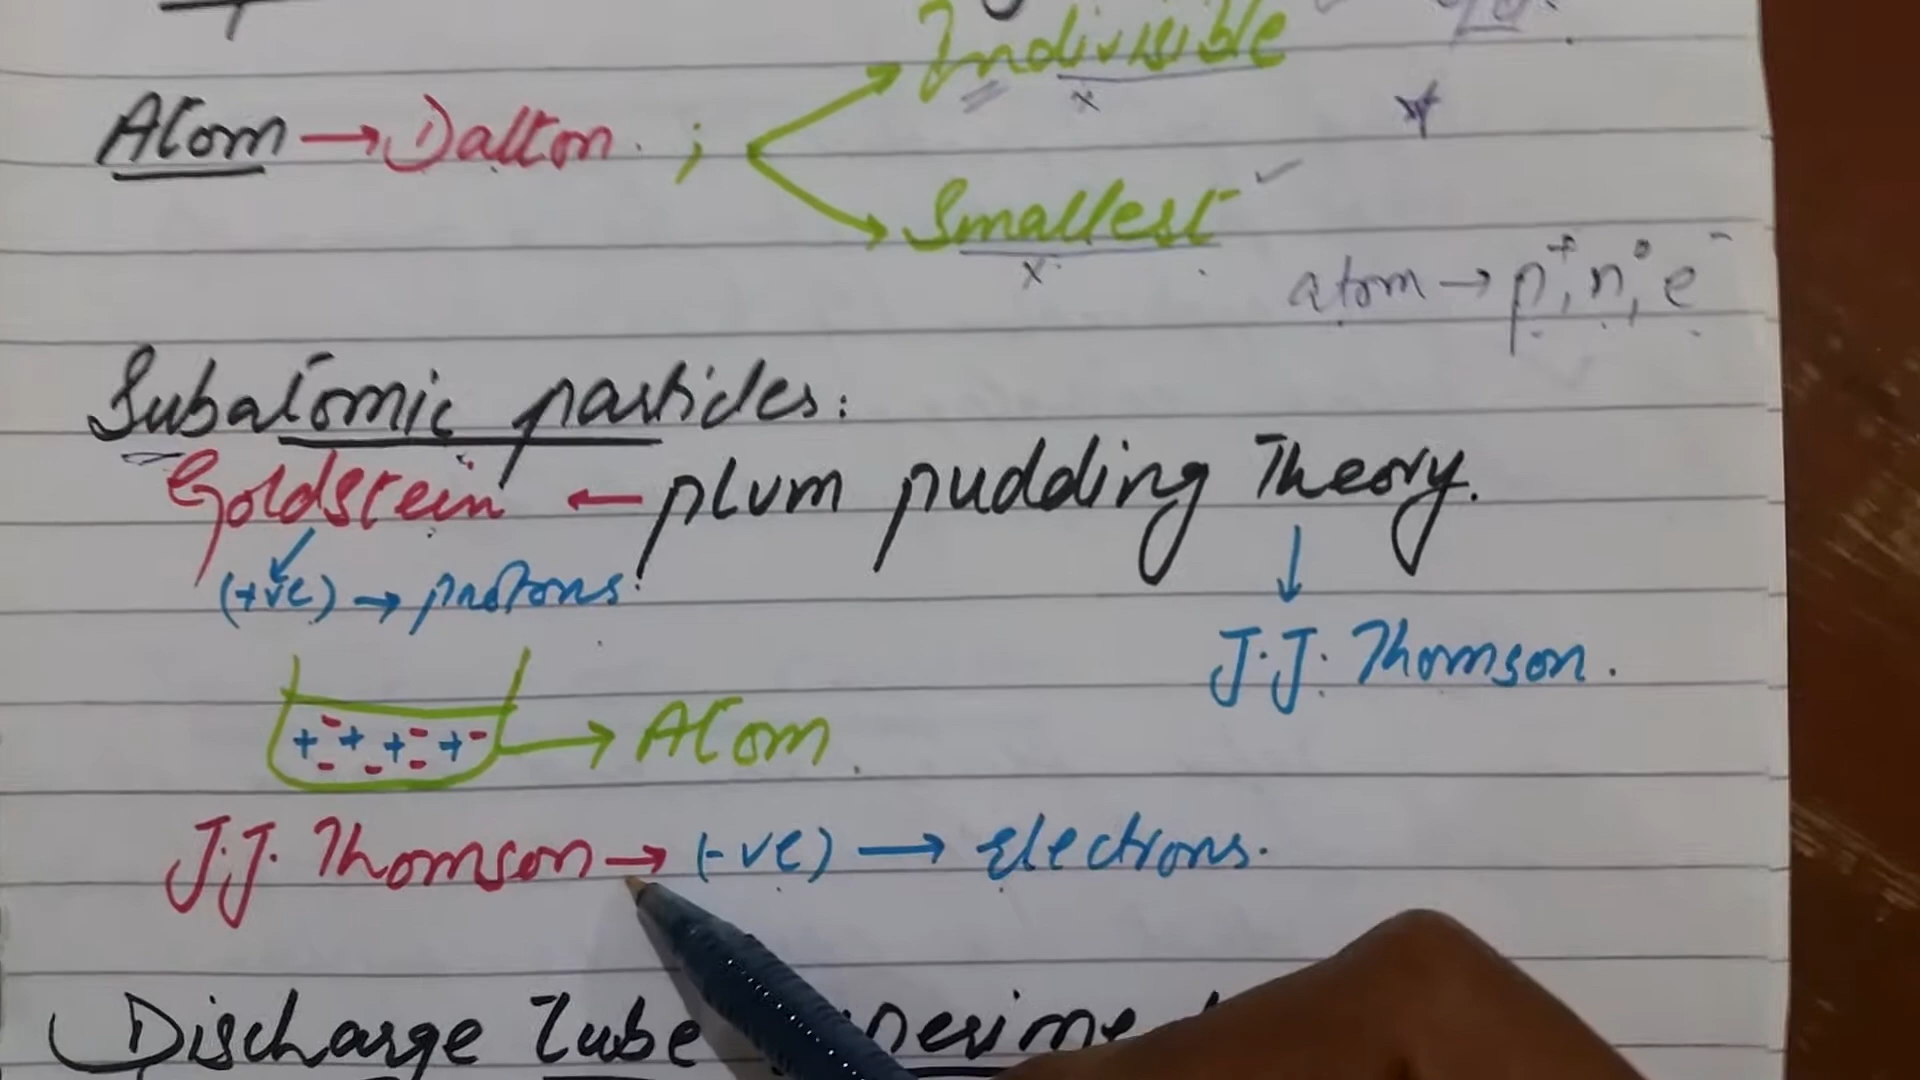 Indivisible
x
Atom → Dalton. ;
Smallest ✓
x
atom → p⁺, n⁰, e⁻
Subatomic particles:
Goldstein ← plum pudding Theory.
(+ve) → protons.
J.J. Thomson.
+ - + + - + -
- - -
→ Atom
J.J. Thomson → (-ve) → Electrons.
Discharge Tube